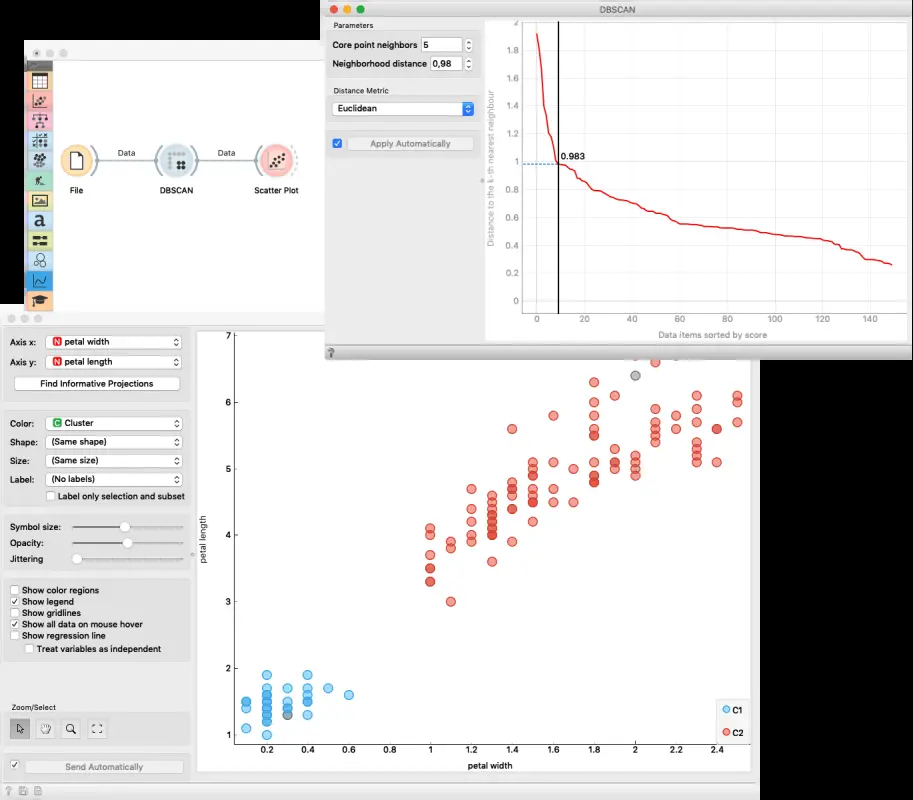 DBSCAN
Parameters
Core point neighbors 5
Neighborhood distance 0,98
Distance Metric
Euclidean
Apply Automatically
Distance to the k-th nearest neighbour
2
1.8
1.6
1.4
1.2
1
0.8
0.6
0.4
0.2
0
0.983
0 20 40 60 80 100 120 140
Data items sorted by score
?
a
Data Data
File DBSCAN Scatter Plot
Axis x: N petal width
Axis y: N petal length
Find Informative Projections
Color: C Cluster
Shape: (Same shape)
Size: (Same size)
Label: (No labels)
Label only selection and subset
Symbol size:
Opacity:
Jittering
Show color regions
Show legend
Show gridlines
Show all data on mouse hover
Show regression line
Treat variables as independent
Zoom/Select
Send Automatically
?
petal length
7
6
5
4
3
2
1
C1
C2
0.2 0.4 0.6 0.8 1 1.2 1.4 1.6 1.8 2 2.2 2.4
petal width